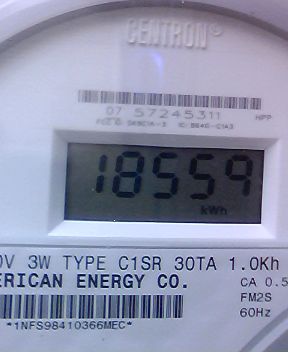 CENTRON®
07 57245311
HPP
18559
kWh
0V 3W TYPE C1SR 30TA 1.0Kh
ERICAN ENERGY CO.
CA 0.5
FM2S
60Hz
*1NFS98410366MEC*